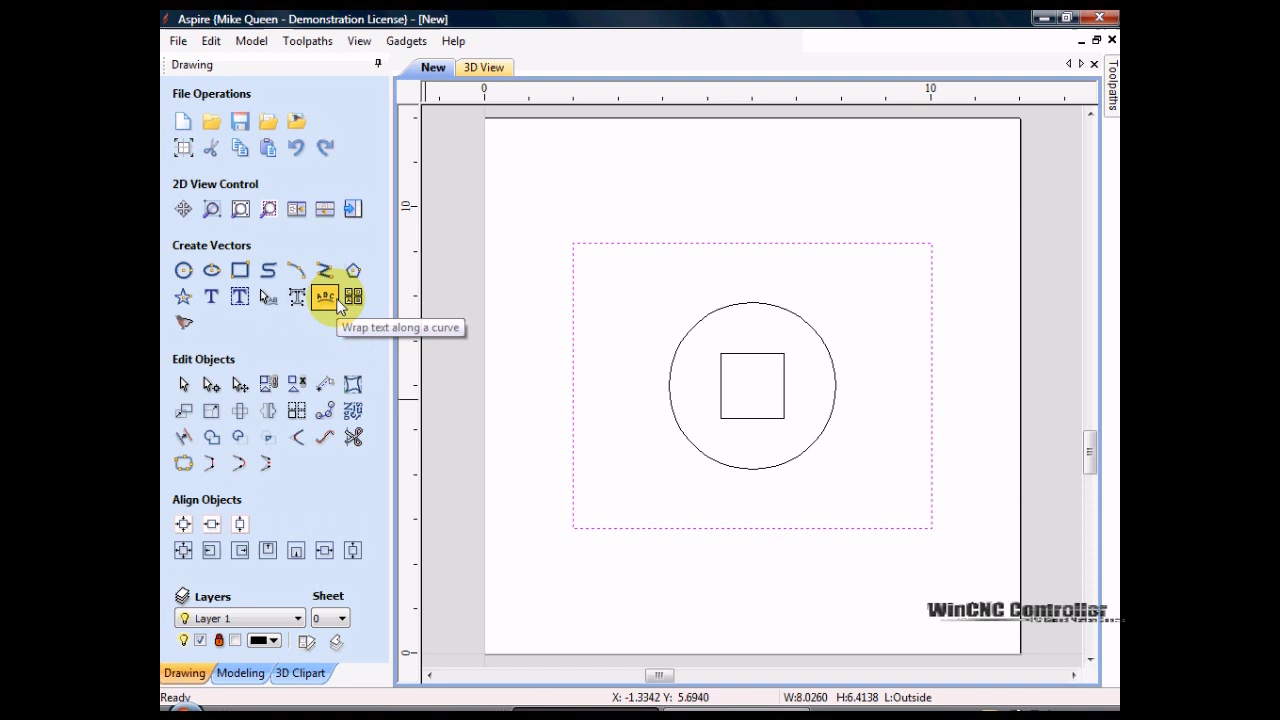 Aspire {Mike Queen - Demonstration License} - [New]
File Edit Model Toolpaths View Gadgets Help
Drawing
New 3D View
Toolpaths
File Operations
0 10
2D View Control
10
Create Vectors
Wrap text along a curve
Edit Objects
Align Objects
Layers Sheet
Layer 1 0
WinCNC Controller
0
Drawing Modeling 3D Clipart
Ready X: -1.3342 Y: 5.6940 W:8.0260 H:6.4138 L:Outside